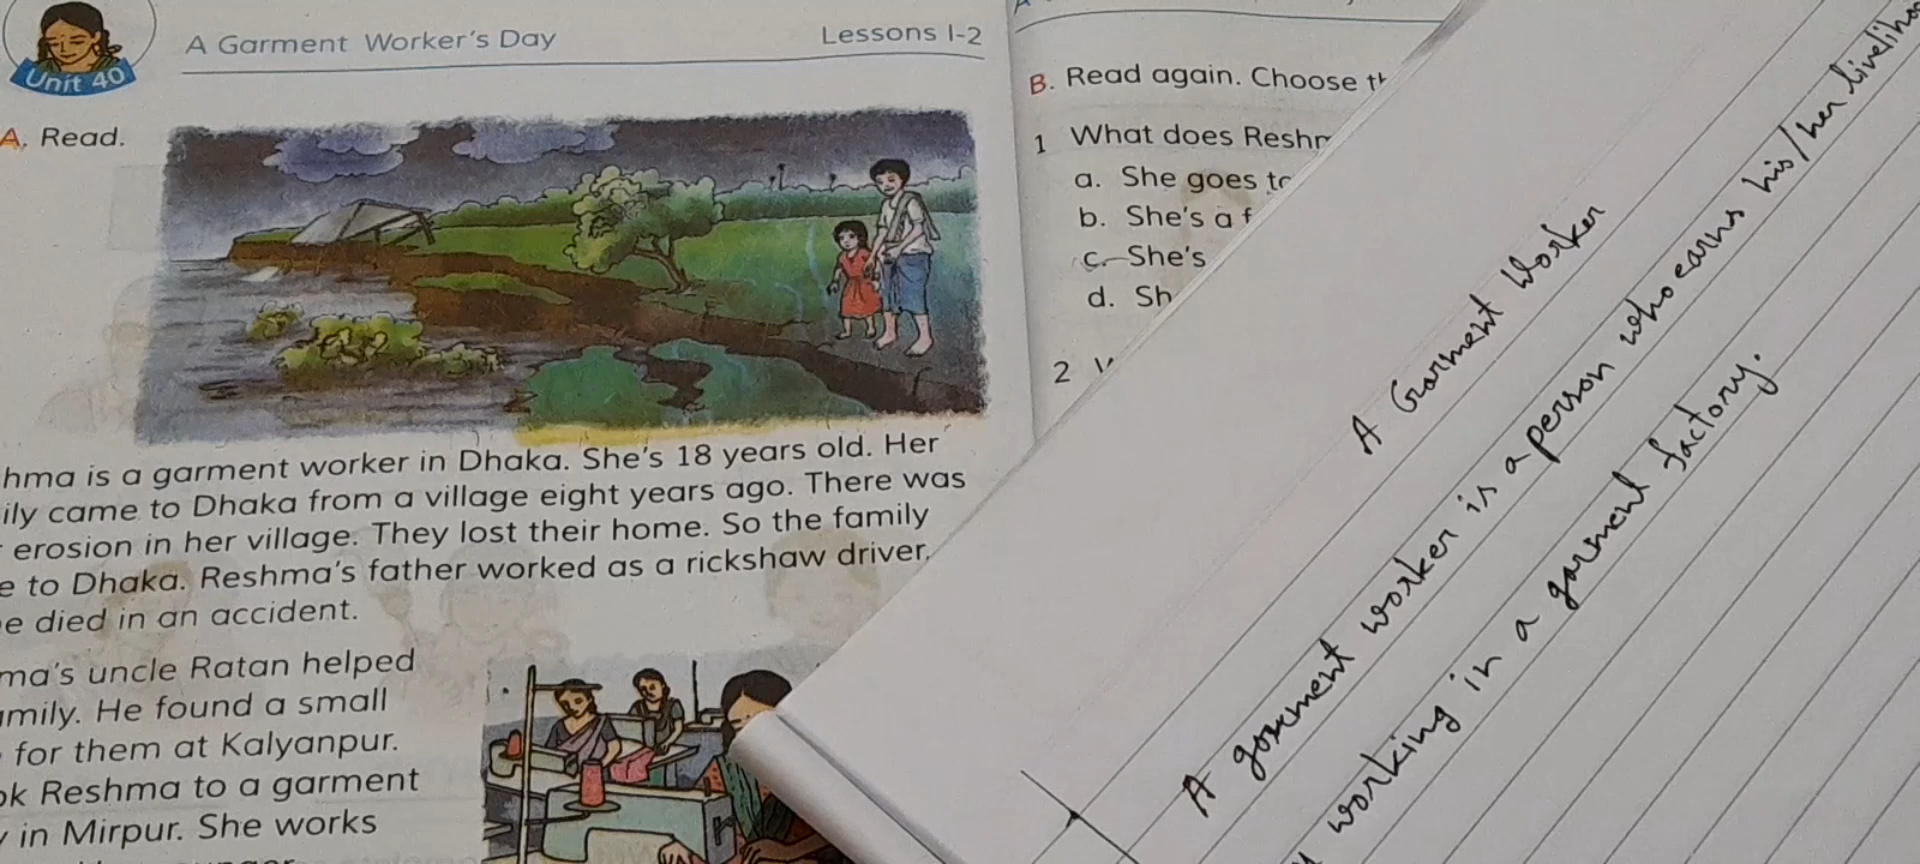 Unit 40
A Garment Worker's Day
Lessons 1-2
A. Read.
hma is a garment worker in Dhaka. She's 18 years old. Her
ily came to Dhaka from a village eight years ago. There was
erosion in her village. They lost their home. So the family
e to Dhaka. Reshma's father worked as a rickshaw driver.
e died in an accident.
ma's uncle Ratan helped
mily. He found a small
for them at Kalyanpur.
ok Reshma to a garment
y in Mirpur. She works
B. Read again. Choose th
1 What does Reshm
a. She goes to
b. She's a f
c. She's
d. Sh
2
A Garment Worker
A garment worker is a person who earns his/her liveliho
y working in a garment factory.